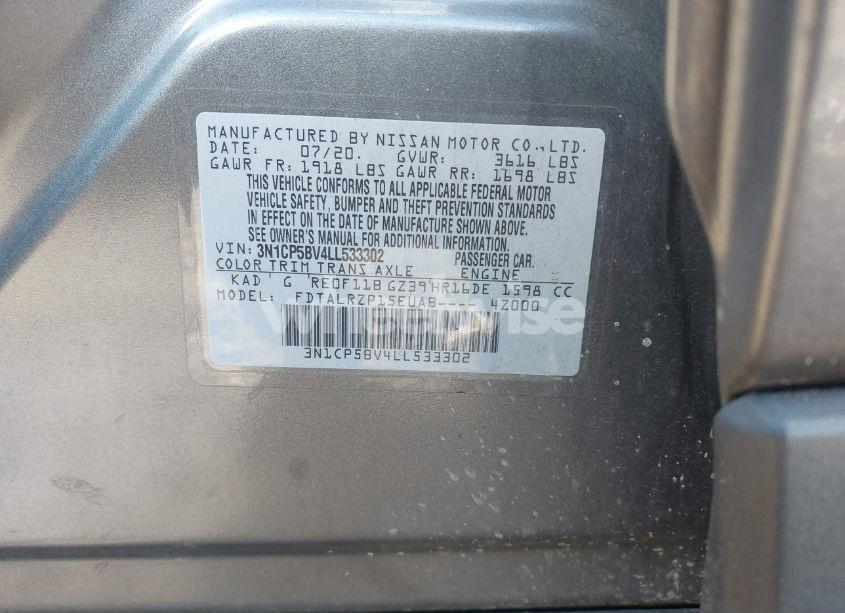 MANUFACTURED BY NISSAN MOTOR CO.,LTD.
DATE: 07/20. GVWR: 3616 LBS
GAWR FR: 1918 LBS GAWR RR: 1698 LBS
THIS VEHICLE CONFORMS TO ALL APPLICABLE FEDERAL MOTOR
VEHICLE SAFETY, BUMPER AND THEFT PREVENTION STANDARDS
IN EFFECT ON THE DATE OF MANUFACTURE SHOWN ABOVE.
SEE OWNER'S MANUAL FOR ADDITIONAL INFORMATION.
VIN: 3N1CP5BV4LL533302 PASSENGER CAR.
COLOR TRIM TRANS AXLE ENGINE
KAD G RE0F11B GZ39 HR16DE 1598 CC
MODEL: FDTALRZP15EUAB-- 4Z000
3N1CP5BV4LL533302